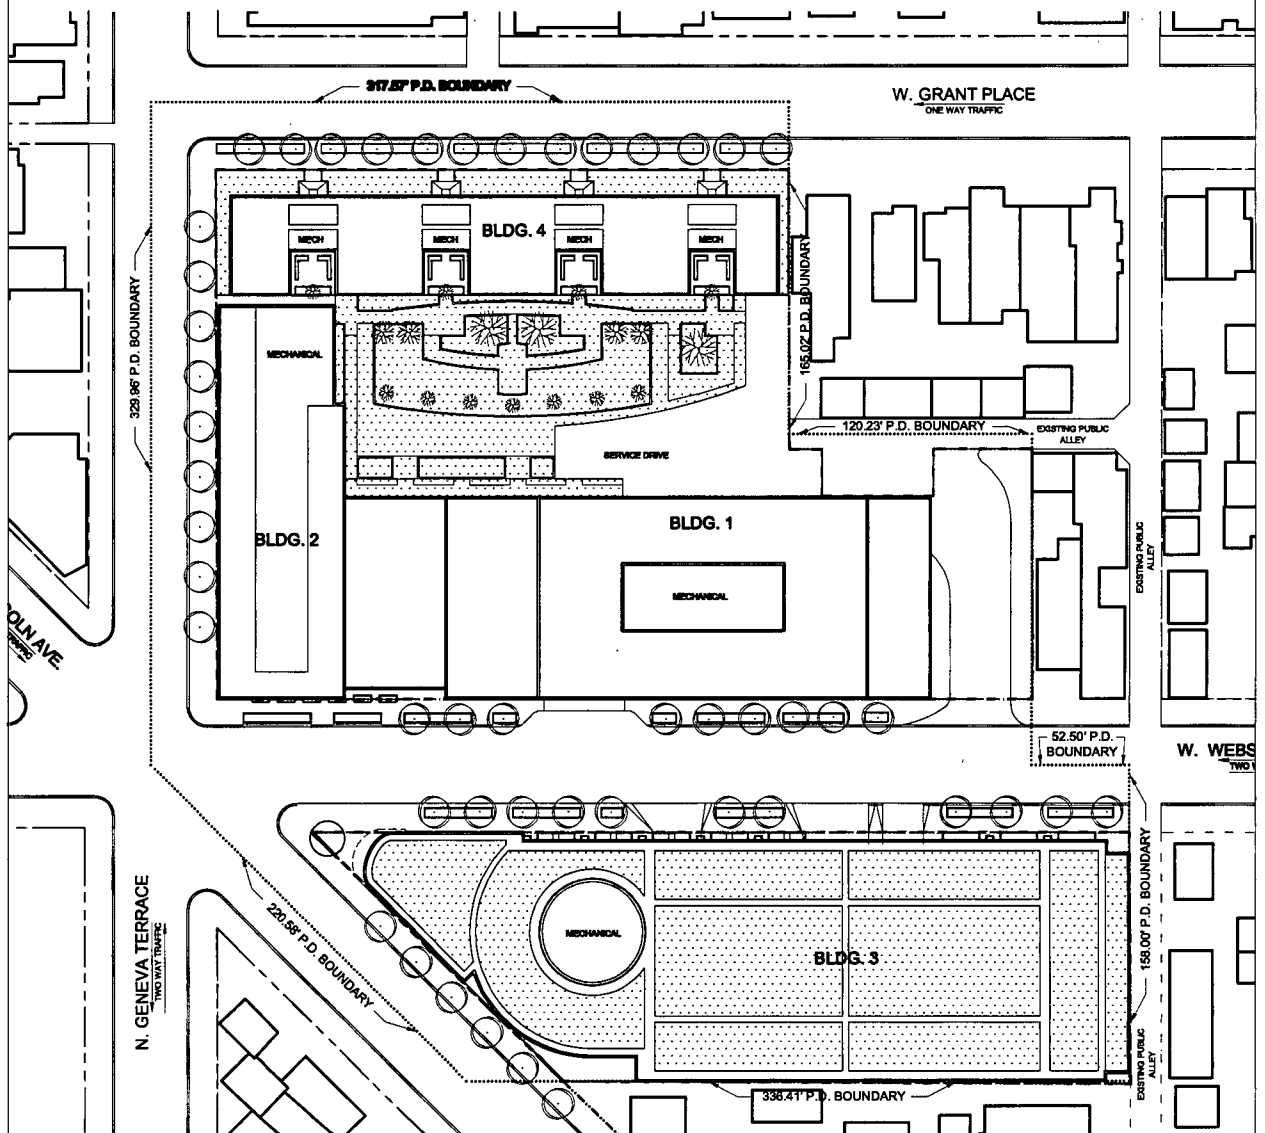 317.57' P.D. BOUNDARY
W. GRANT PLACE
ONE WAY TRAFFIC
BLDG. 4
MECH
MECH
MECH
MECH
329.96' P.D. BOUNDARY
165.02' P.D. BOUNDARY
MECHANICAL
120.23' P.D. BOUNDARY
EXISTING PUBLIC
ALLEY
SERVICE DRIVE
BLDG. 1
BLDG. 2
MECHANICAL
EXISTING PUBLIC
ALLEY
OLN AVE.
TRAFFIC
52.50' P.D.
BOUNDARY
W. WEBS
TWO
N. GENEVA TERRACE
TWO WAY TRAFFIC
220.58' P.D. BOUNDARY
MECHANICAL
BLDG. 3
158.00' P.D. BOUNDARY
EXISTING PUBLIC
ALLEY
336.41' P.D. BOUNDARY